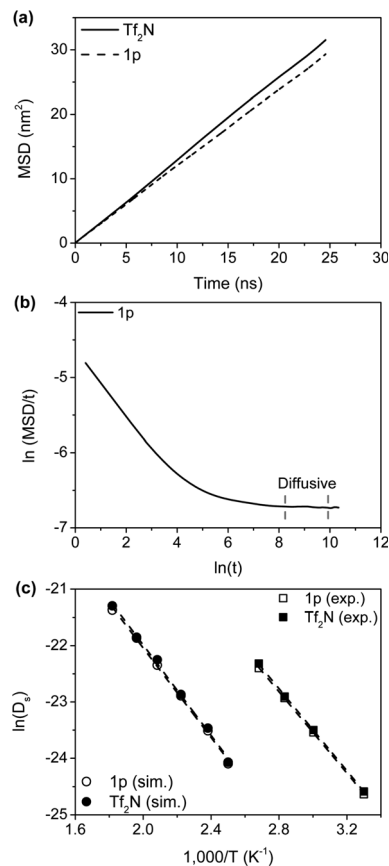 (a)
Tf₂N
1p
30
20
10
0
MSD (nm²)
0 5 10 15 20 25 30
Time (ns)
(b)
1p
-4
-5
-6
-7
ln (MSD/t)
Diffusive
0 2 4 6 8 10 12
ln(t)
(c)
-21
-22
-23
-24
-25
ln(Dₛ)
1p (exp.)
Tf₂N (exp.)
1p (sim.)
Tf₂N (sim.)
1.6 2.0 2.4 2.8 3.2
1,000/T (K⁻¹)